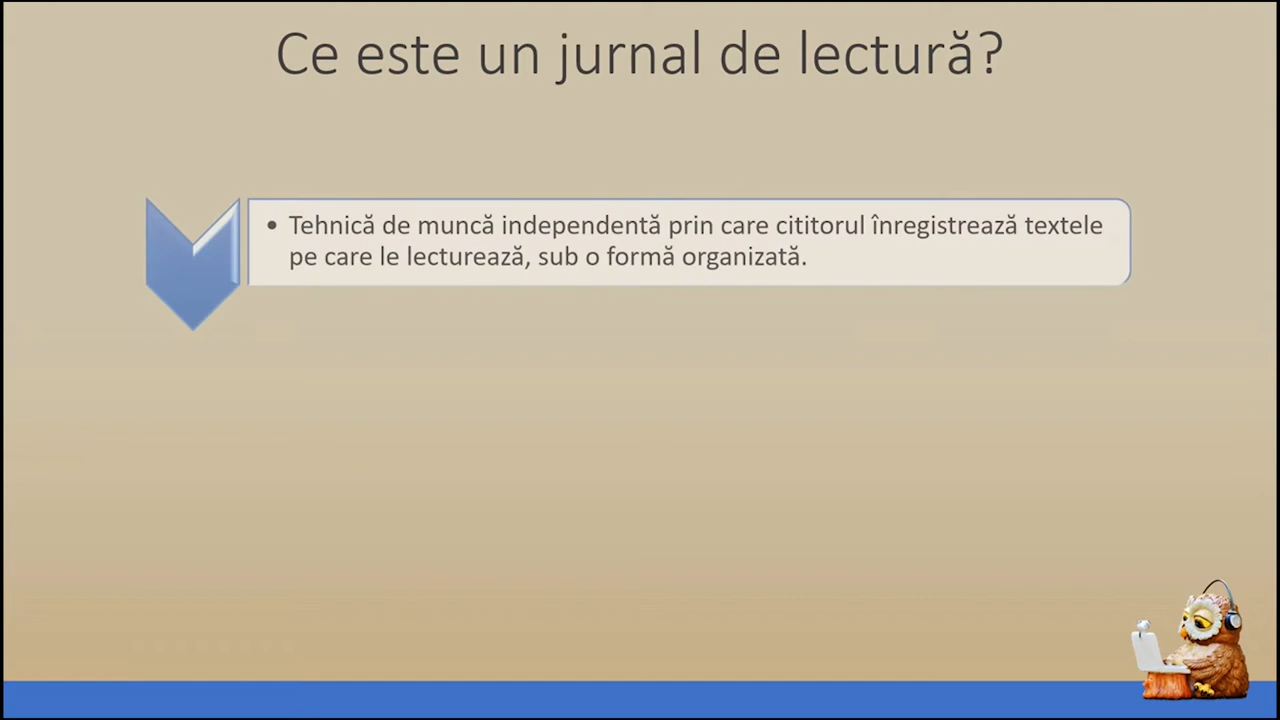 Ce este un jurnal de lectură?
• Tehnică de muncă independentă prin care cititorul înregistrează textele
pe care le lecturează, sub o formă organizată.